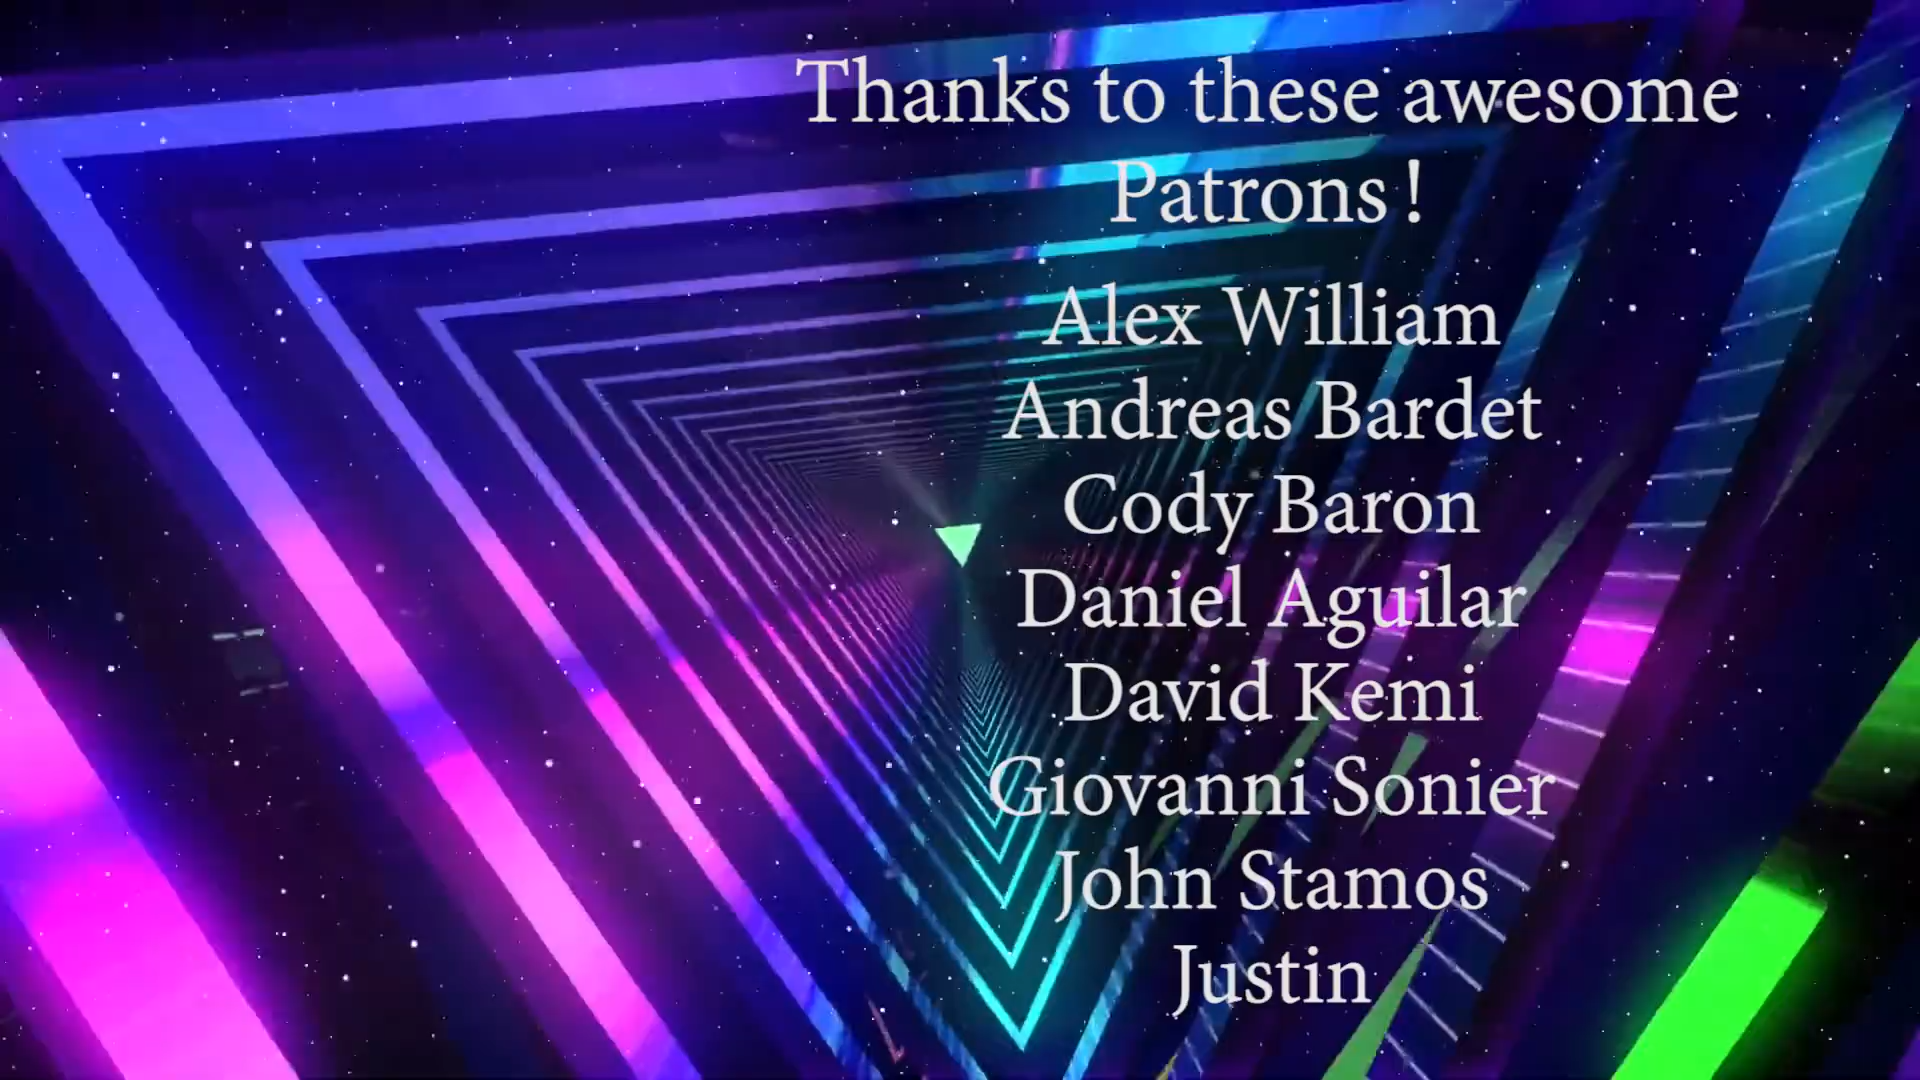 Thanks to these awesome
Patrons !
Alex William
Andreas Bardet
Cody Baron
Daniel Aguilar
David Kemi
Giovanni Sonier
John Stamos
Justin